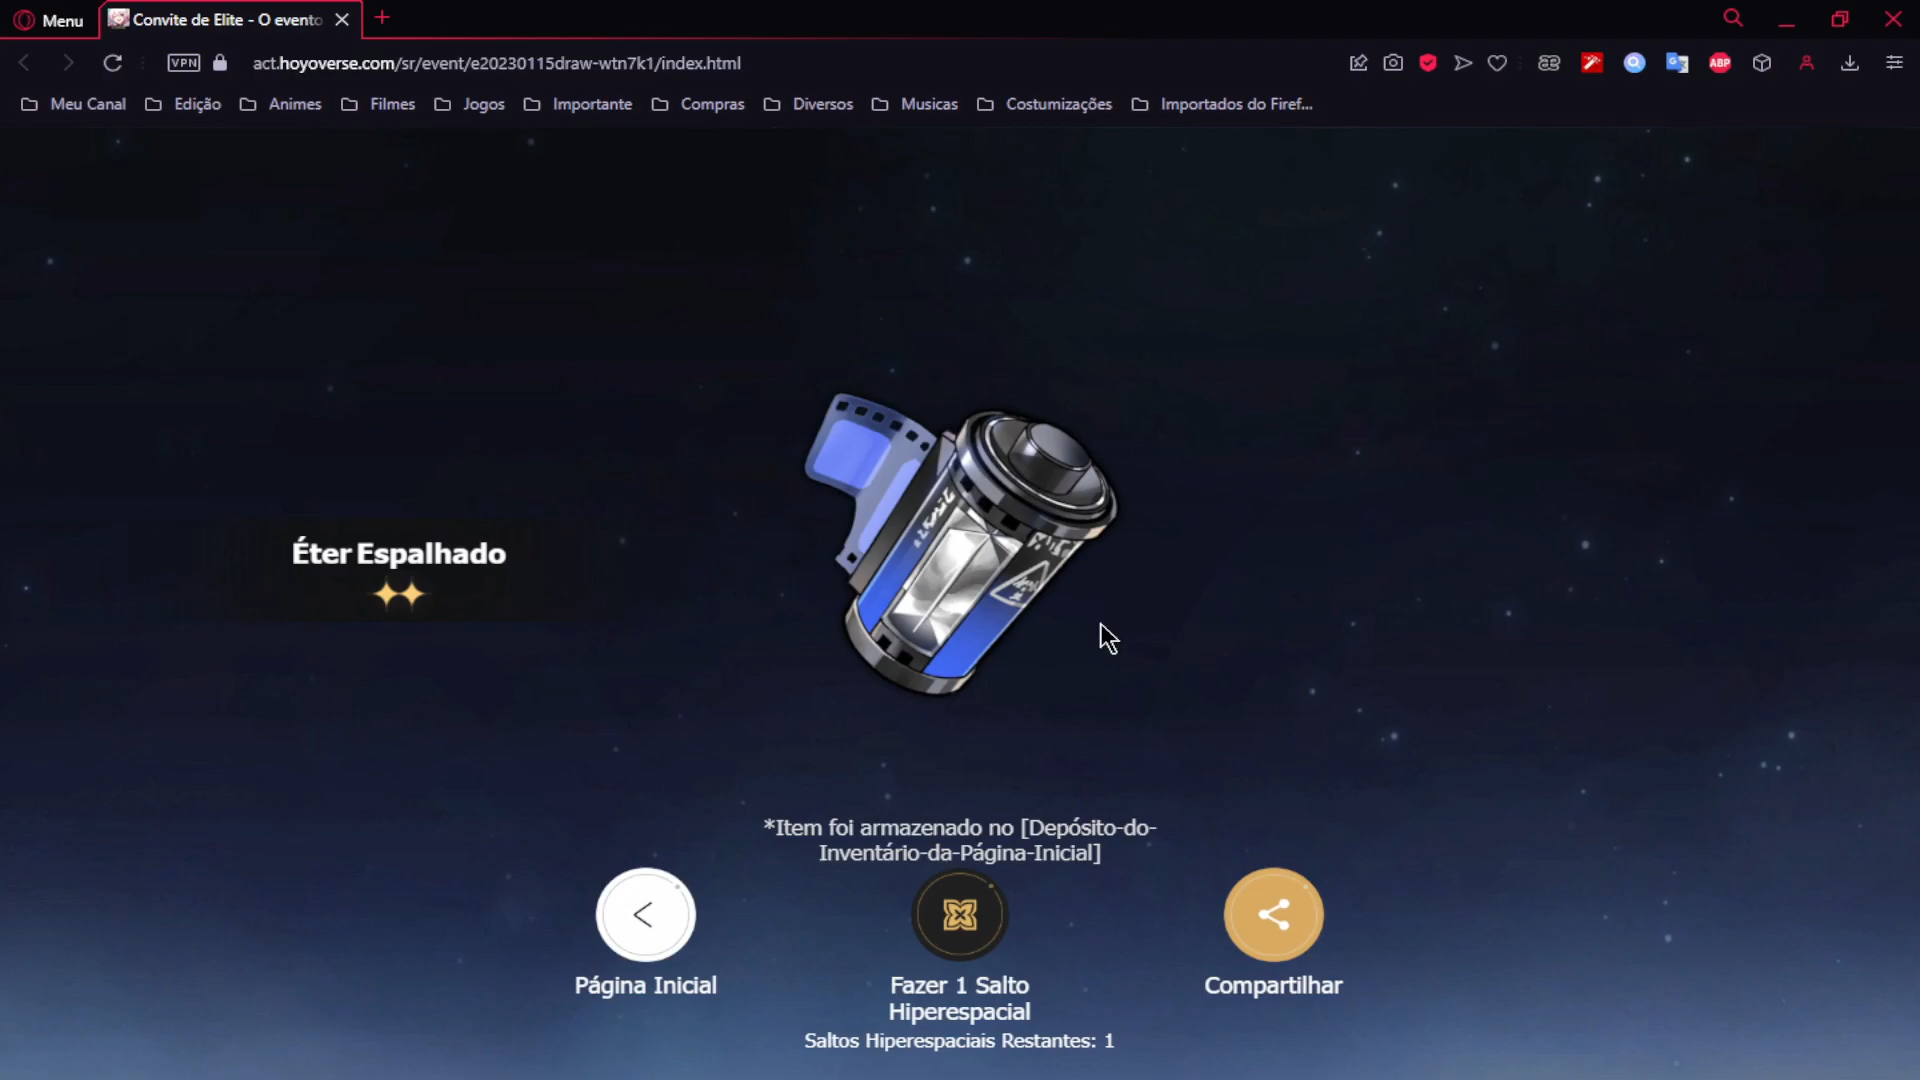 Menu
Convite de Elite - O evento
VPN
act.hoyoverse.com/sr/event/e20230115draw-wtn7k1/index.html
ABP
Meu Canal
Edição
Animes
Filmes
Jogos
Importante
Compras
Diversos
Musicas
Costumizações
Importados do Firef...
Éter Espalhado
*Item foi armazenado no [Depósito-do-
Inventário-da-Página-Inicial]
Página Inicial
Fazer 1 Salto
Hiperespacial
Compartilhar
Saltos Hiperespaciais Restantes: 1